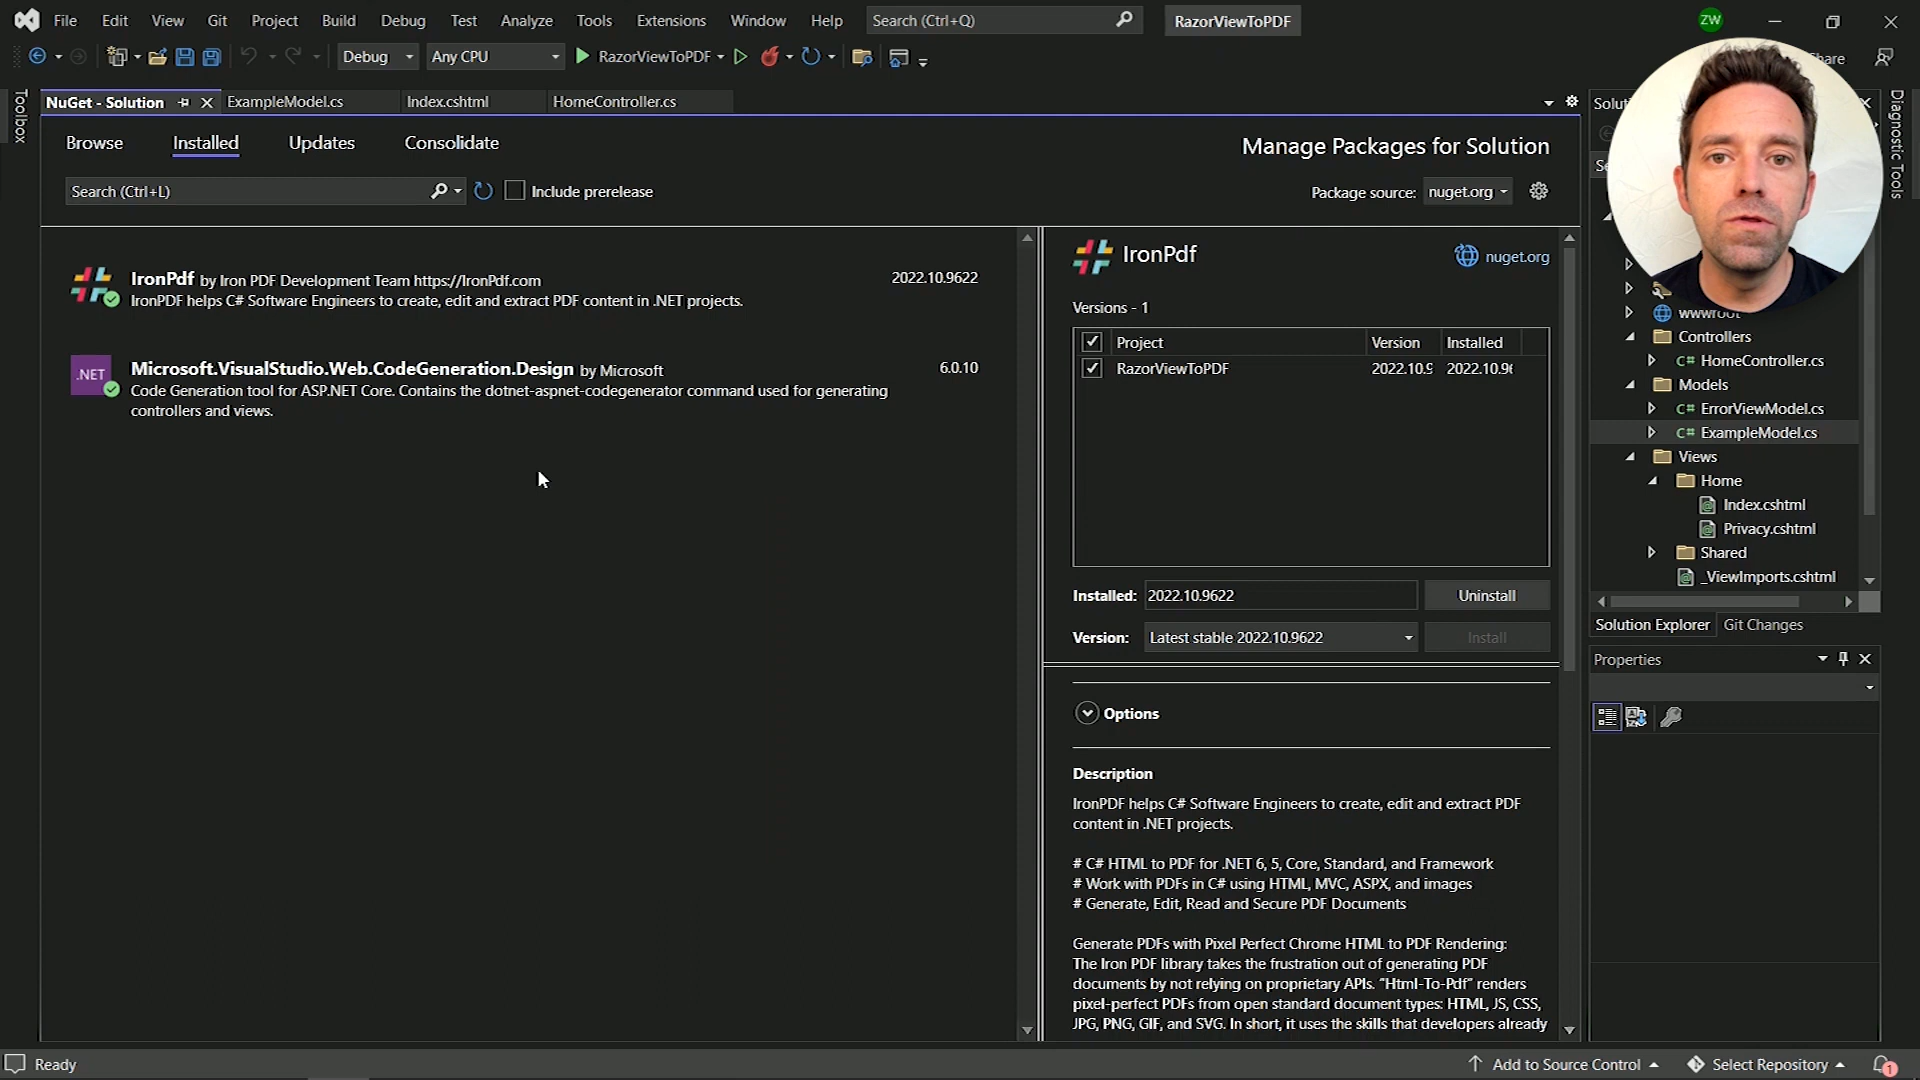 File Edit View Git Project Build Debug Test Analyze Tools Extensions Window Help Search (Ctrl+Q) RazorViewToPDF ZW
Debug Any CPU RazorViewToPDF
Toolbox
NuGet - Solution ExampleModel.cs Index.cshtml HomeController.cs
Browse Installed Updates Consolidate Manage Packages for Solution
Search (Ctrl+L) Include prerelease Package source: nuget.org
IronPdf by Iron PDF Development Team https://IronPdf.com 2022.10.9622
IronPDF helps C# Software Engineers to create, edit and extract PDF content in .NET projects.
.NET
Microsoft.VisualStudio.Web.CodeGeneration.Design by Microsoft 6.0.10
Code Generation tool for ASP.NET Core. Contains the dotnet-aspnet-codegenerator command used for generating
controllers and views.
IronPdf nuget.org
Versions - 1
Project Version Installed
RazorViewToPDF 2022.10.9 2022.10.9
Installed: 2022.10.9622 Uninstall
Version: Latest stable 2022.10.9622 Install
Options
Description
IronPDF helps C# Software Engineers to create, edit and extract PDF
content in .NET projects.
# C# HTML to PDF for .NET 6, 5, Core, Standard, and Framework
# Work with PDFs in C# using HTML, MVC, ASPX, and images
# Generate, Edit, Read and Secure PDF Documents
Generate PDFs with Pixel Perfect Chrome HTML to PDF Rendering:
The Iron PDF library takes the frustration out of generating PDF
documents by not relying on proprietary APIs. "Html-To-Pdf" renders
pixel-perfect PDFs from open standard document types: HTML, JS, CSS,
JPG, PNG, GIF, and SVG. In short, it uses the skills that developers already
Diagnostic Tools
wwwroot
Controllers
C# HomeController.cs
Models
C# ErrorViewModel.cs
C# ExampleModel.cs
Views
Home
Index.cshtml
Privacy.cshtml
Shared
_ViewImports.cshtml
Solution Explorer Git Changes
Properties
Ready Add to Source Control Select Repository 1